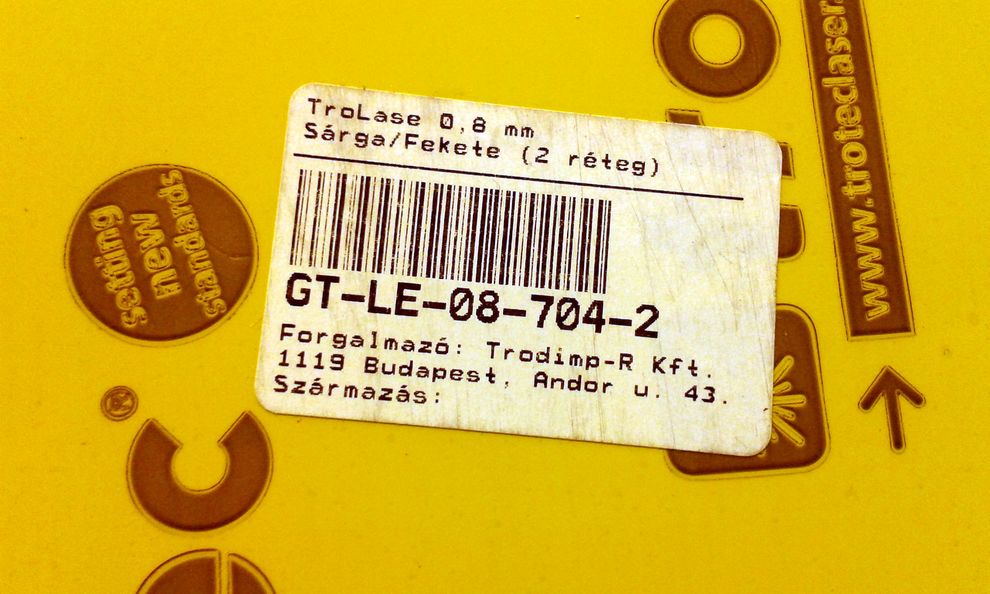 TroLase 0,8 mm
Sárga/Fekete (2 réteg)
GT-LE-08-704-2
Forgalmazó: Trodimp-R Kft.
1119 Budapest, Andor u. 43.
Származás:
setting
new
standards
®
www.troteclaser.